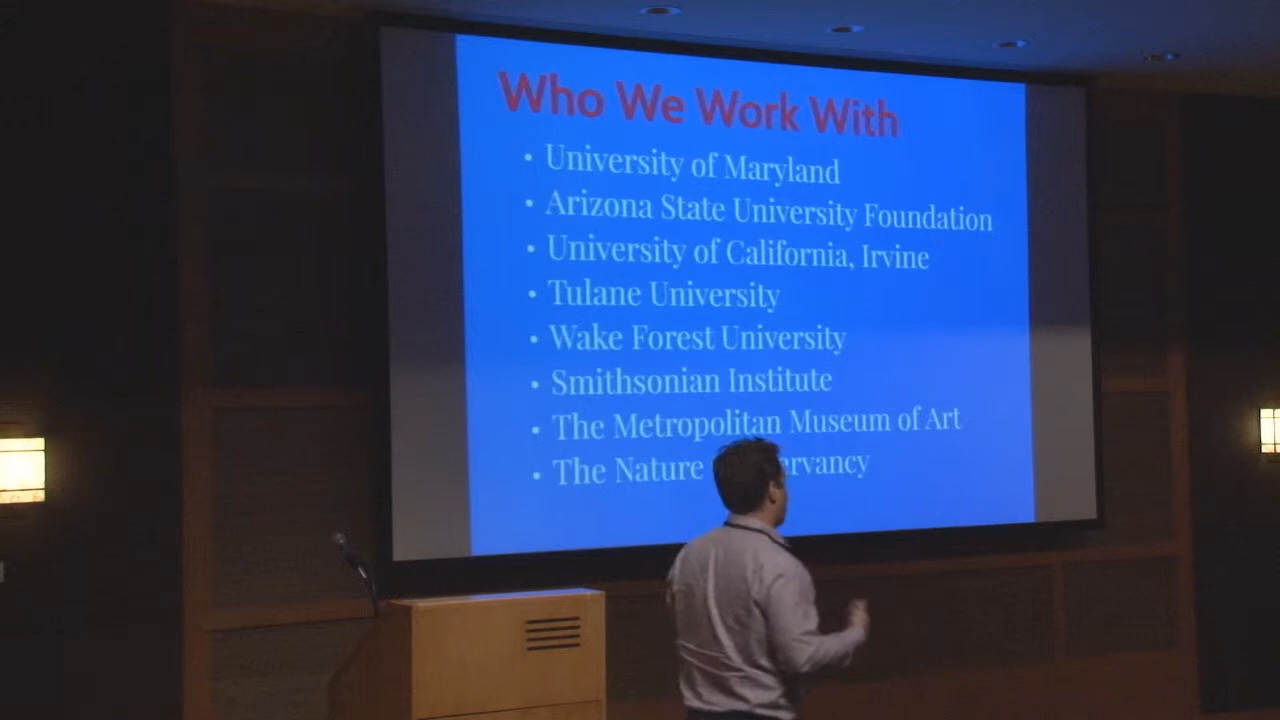 Who We Work With
• University of Maryland
• Arizona State University Foundation
• University of California, Irvine
• Tulane University
• Wake Forest University
• Smithsonian Institute
• The Metropolitan Museum of Art
• The Nature ervancy